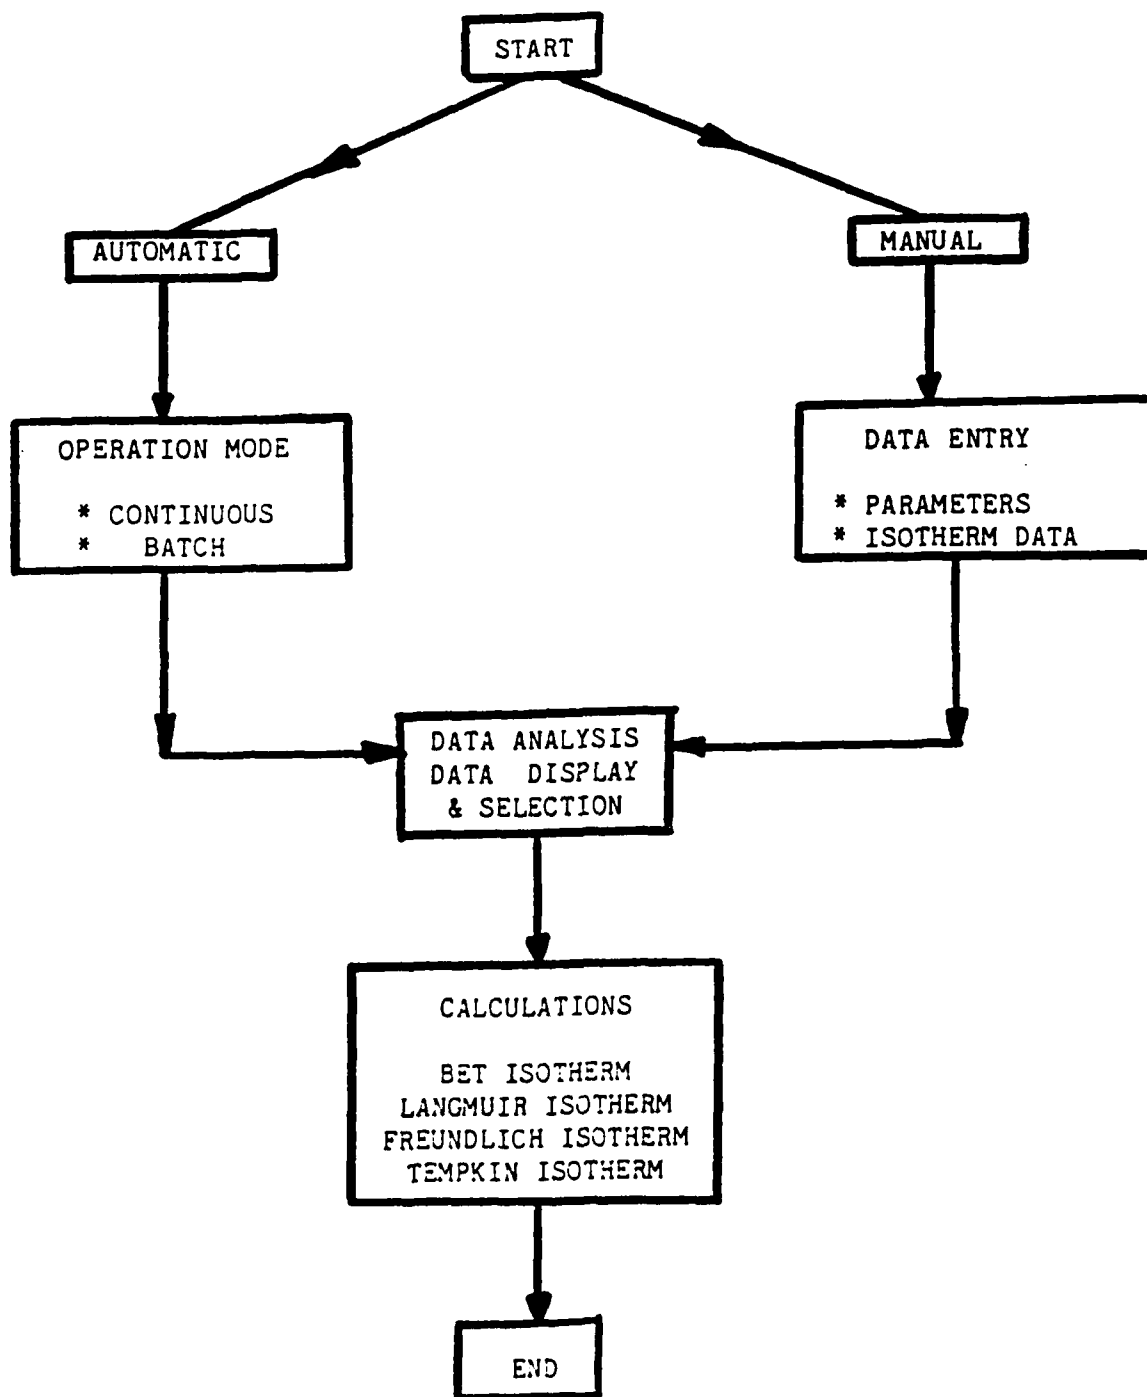 START
AUTOMATIC
MANUAL
OPERATION MODE
* CONTINUOUS
* BATCH
DATA ENTRY
* PARAMETERS
* ISOTHERM DATA
DATA ANALYSIS
DATA DISPLAY
& SELECTION
CALCULATIONS
BET ISOTHERM
LANGMUIR ISOTHERM
FREUNDLICH ISOTHERM
TEMPKIN ISOTHERM
END